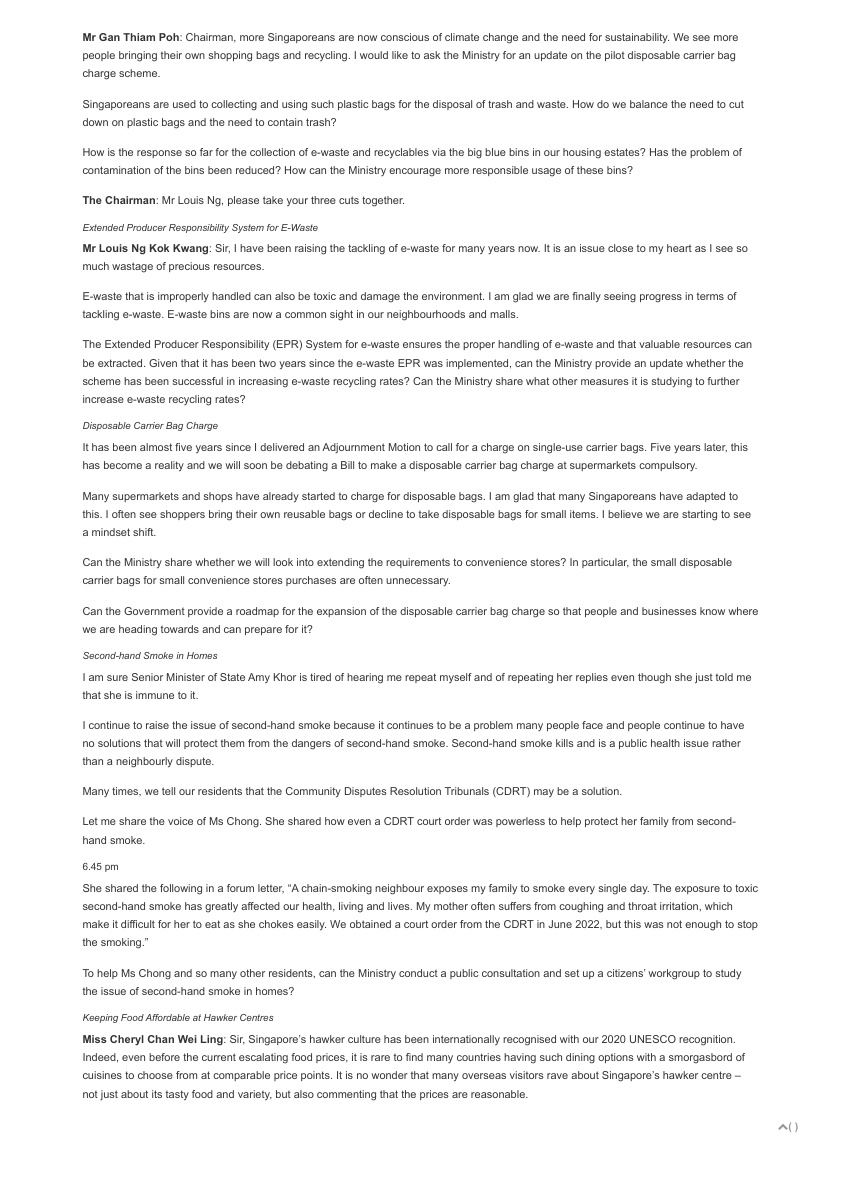 Mr Gan Thiam Poh: Chairman, more Singaporeans are now conscious of climate change and the need for sustainability. We see more
people bringing their own shopping bags and recycling. I would like to ask the Ministry for an update on the pilot disposable carrier bag
charge scheme.
Singaporeans are used to collecting and using such plastic bags for the disposal of trash and waste. How do we balance the need to cut
down on plastic bags and the need to contain trash?
How is the response so far for the collection of e-waste and recyclables via the big blue bins in our housing estates? Has the problem of
contamination of the bins been reduced? How can the Ministry encourage more responsible usage of these bins?
The Chairman: Mr Louis Ng, please take your three cuts together.
Extended Producer Responsibility System for E-Waste
Mr Louis Ng Kok Kwang: Sir, I have been raising the tackling of e-waste for many years now. It is an issue close to my heart as I see so
much wastage of precious resources.
E-waste that is improperly handled can also be toxic and damage the environment. I am glad we are finally seeing progress in terms of
tackling e-waste. E-waste bins are now a common sight in our neighbourhoods and malls.
The Extended Producer Responsibility (EPR) System for e-waste ensures the proper handling of e-waste and that valuable resources can
be extracted. Given that it has been two years since the e-waste EPR was implemented, can the Ministry provide an update whether the
scheme has been successful in increasing e-waste recycling rates? Can the Ministry share what other measures it is studying to further
increase e-waste recycling rates?
Disposable Carrier Bag Charge
It has been almost five years since I delivered an Adjournment Motion to call for a charge on single-use carrier bags. Five years later, this
has become a reality and we will soon be debating a Bill to make a disposable carrier bag charge at supermarkets compulsory.
Many supermarkets and shops have already started to charge for disposable bags. I am glad that many Singaporeans have adapted to
this. I often see shoppers bring their own reusable bags or decline to take disposable bags for small items. I believe we are starting to see
a mindset shift.
Can the Ministry share whether we will look into extending the requirements to convenience stores? In particular, the small disposable
carrier bags for small convenience stores purchases are often unnecessary.
Can the Government provide a roadmap for the expansion of the disposable carrier bag charge so that people and businesses know where
we are heading towards and can prepare for it?
Second-hand Smoke in Homes
I am sure Senior Minister of State Amy Khor is tired of hearing me repeat myself and of repeating her replies even though she just told me
that she is immune to it.
I continue to raise the issue of second-hand smoke because it continues to be a problem many people face and people continue to have
no solutions that will protect them from the dangers of second-hand smoke. Second-hand smoke kills and is a public health issue rather
than a neighbourly dispute.
Many times, we tell our residents that the Community Disputes Resolution Tribunals (CDRT) may be a solution.
Let me share the voice of Ms Chong. She shared how even a CDRT court order was powerless to help protect her family from second-
hand smoke.
6.45 pm
She shared the following in a forum letter, “A chain-smoking neighbour exposes my family to smoke every single day. The exposure to toxic
second-hand smoke has greatly affected our health, living and lives. My mother often suffers from coughing and throat irritation, which
make it difficult for her to eat as she chokes easily. We obtained a court order from the CDRT in June 2022, but this was not enough to stop
the smoking.”
To help Ms Chong and so many other residents, can the Ministry conduct a public consultation and set up a citizens’ workgroup to study
the issue of second-hand smoke in homes?
Keeping Food Affordable at Hawker Centres
Miss Cheryl Chan Wei Ling: Sir, Singapore’s hawker culture has been internationally recognised with our 2020 UNESCO recognition.
Indeed, even before the current escalating food prices, it is rare to find many countries having such dining options with a smorgasbord of
cuisines to choose from at comparable price points. It is no wonder that many overseas visitors rave about Singapore’s hawker centre –
not just about its tasty food and variety, but also commenting that the prices are reasonable.
( )